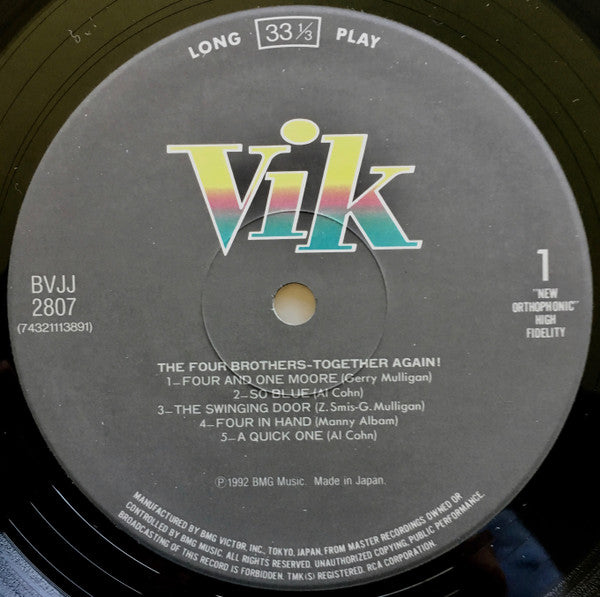 LONG 33⅓ PLAY
Vik
BVJJ
2807
(74321113891)
1
"NEW
ORTHOPHONIC"
HIGH
FIDELITY
THE FOUR BROTHERS-TOGETHER AGAIN!
1–FOUR AND ONE MOORE (Gerry Mulligan)
2–SO BLUE (Al Cohn)
3–THE SWINGING DOOR (Z. Smis-G. Mulligan)
4–FOUR IN HAND (Manny Albam)
5–A QUICK ONE (Al Cohn)
Ⓟ1992 BMG Music. Made in Japan.
MANUFACTURED BY BMG VICTOR, INC., TOKYO, JAPAN, FROM MASTER RECORDINGS OWNED OR
CONTROLLED BY BMG MUSIC. ALL RIGHTS RESERVED. UNAUTHORIZED COPYING, PUBLIC PERFORMANCE,
BROADCASTING OF THIS RECORD IS FORBIDDEN. TMK(S) REGISTERED. RCA CORPORATION.